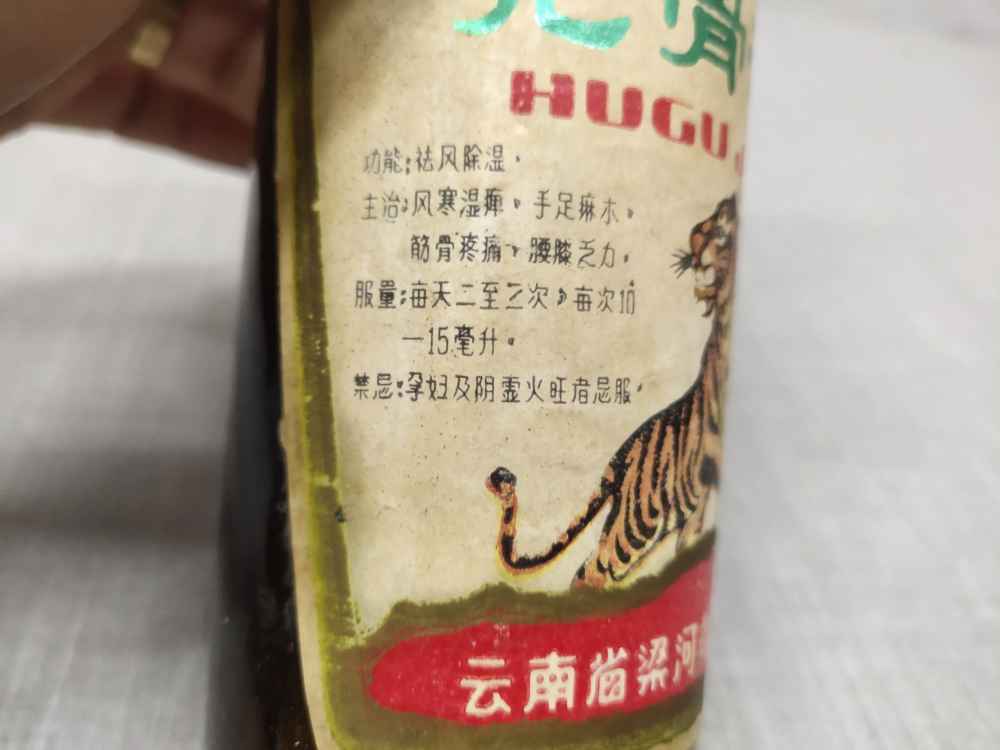 骨
HUGUJ
功能:祛风除湿,
主治:风寒湿痹。手足麻木。
筋骨疼痛,腰膝乏力。
服量:每天二至三次,每次10
—15毫升。
禁忌:孕妇及阴虚火旺者忌服.
云南省梁河